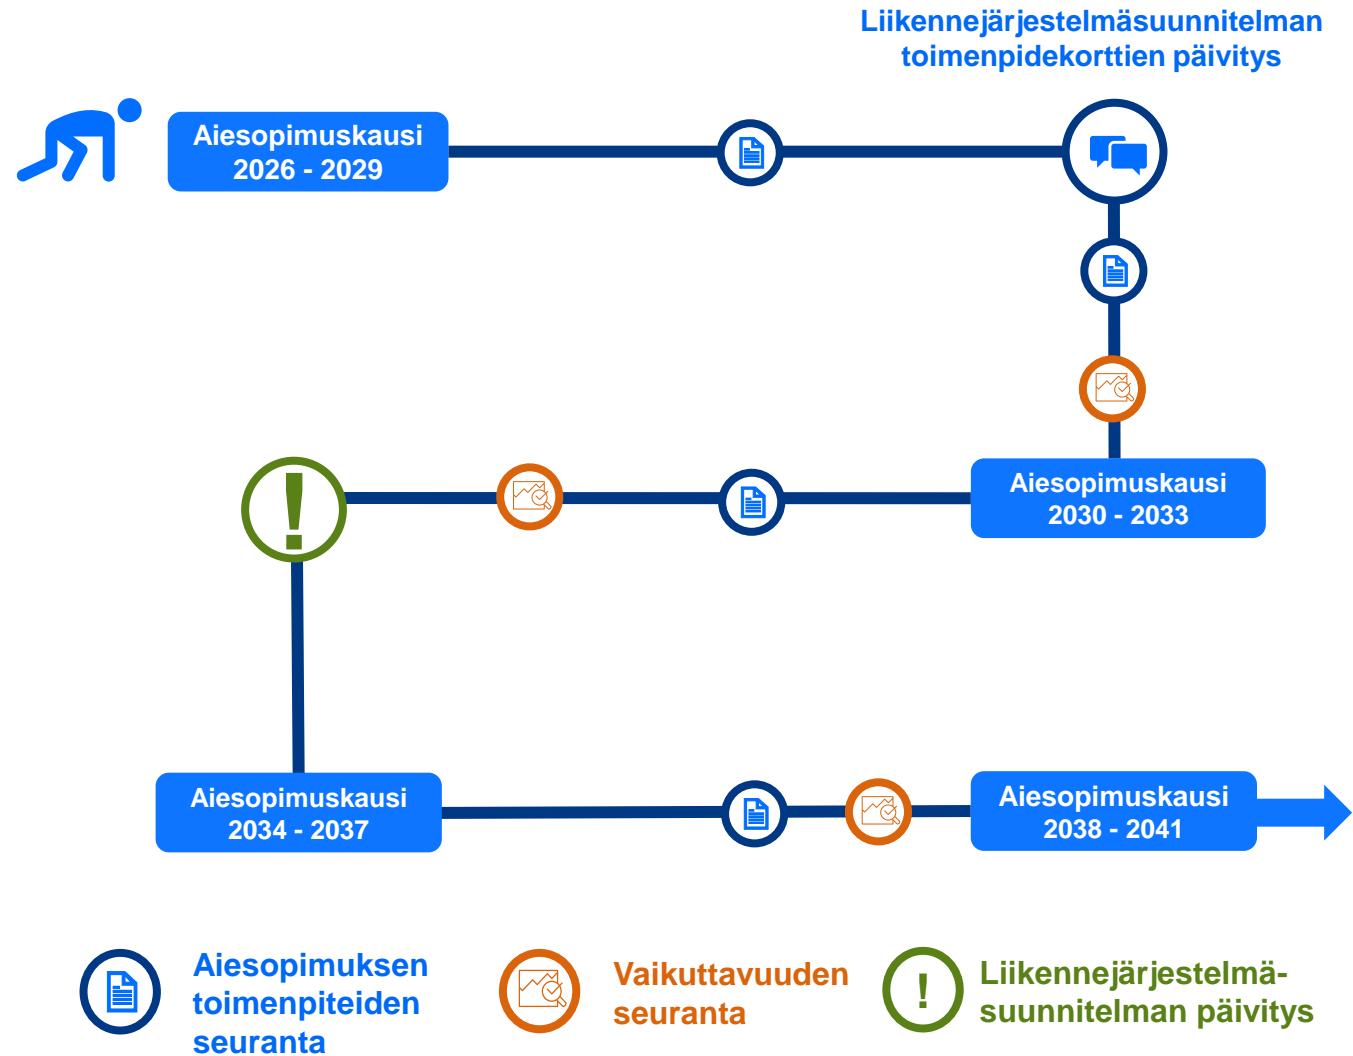 Liikennejärjestelmäsuunnitelman
toimenpidekorttien päivitys
Aiesopimuskausi
2026 - 2029
Aiesopimuskausi
2030 - 2033
!
Aiesopimuskausi
2034 - 2037
Aiesopimuskausi
2038 - 2041
Aiesopimuksen
toimenpiteiden
seuranta
Vaikuttavuuden
seuranta
!
Liikennejärjestelmä-
suunnitelman päivitys